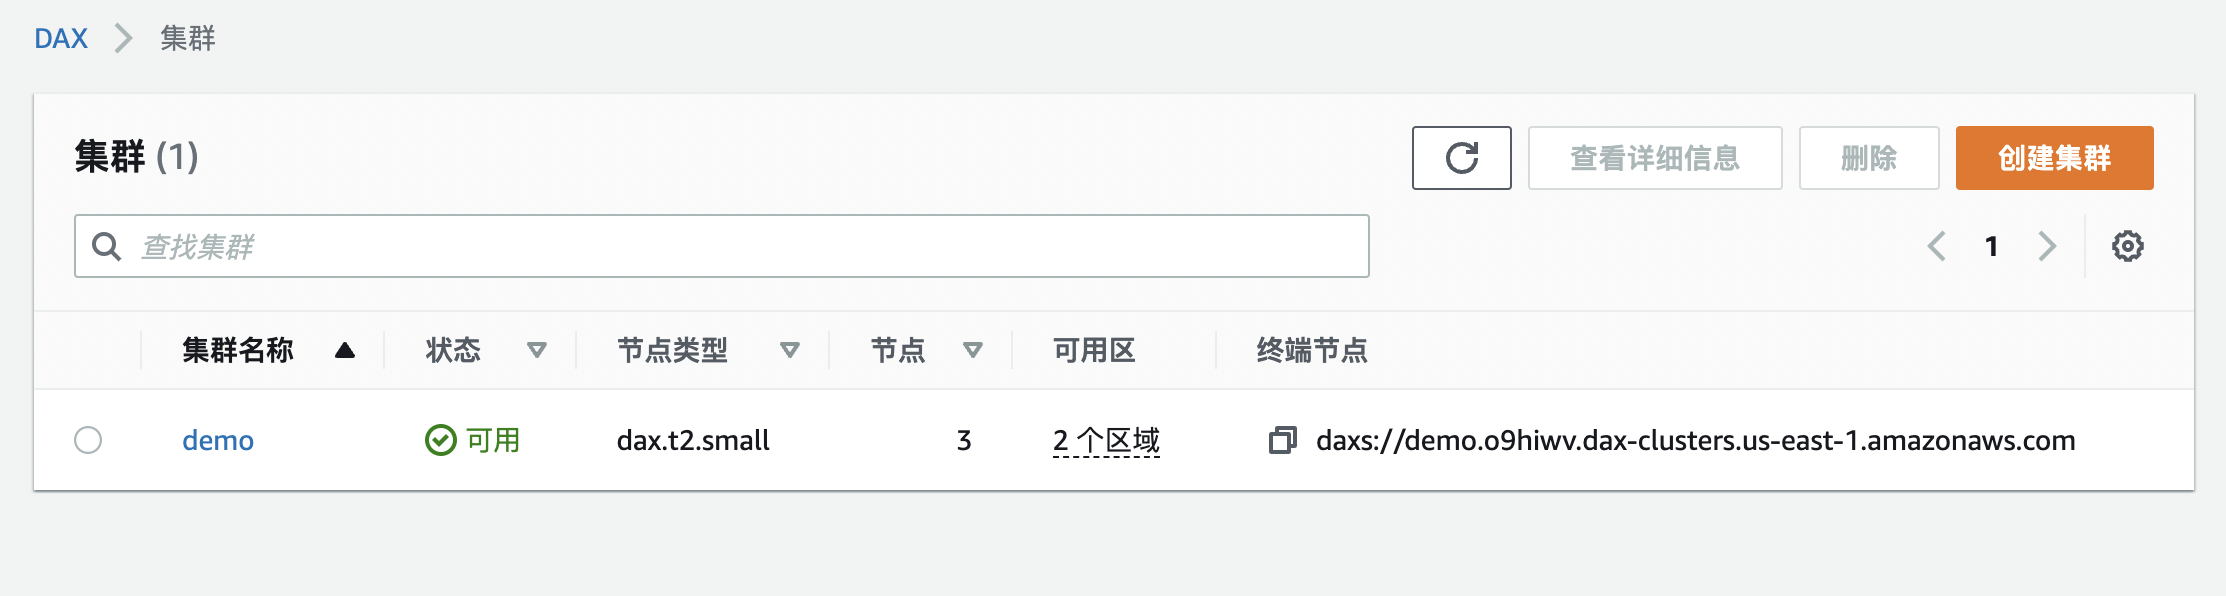 DAX 集群
集群 (1) 查看详细信息 删除 创建集群
查找集群 1
集群名称 状态 节点类型 节点 可用区 终端节点
demo 可用 dax.t2.small 3 2 个区域 daxs://demo.o9hiwv.dax-clusters.us-east-1.amazonaws.com